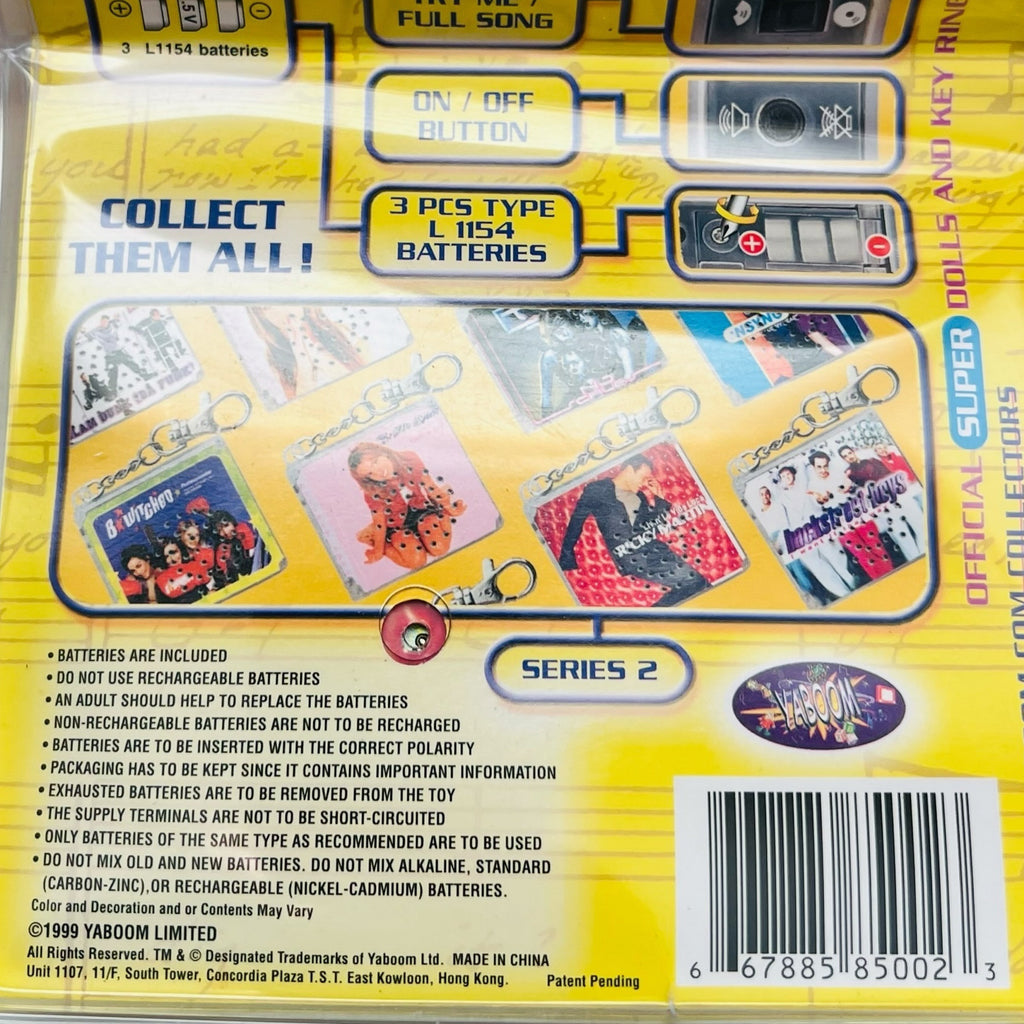 TRY ME /
FULL SONG
3 L1154 batteries
ON / OFF
BUTTON
3 PCS TYPE
L 1154
BATTERIES
COLLECT
THEM ALL!
B*WITCHED
RICKY MARTIN
backstreet boys
'NSYNC
SERIES 2
YABOOM
• BATTERIES ARE INCLUDED
• DO NOT USE RECHARGEABLE BATTERIES
• AN ADULT SHOULD HELP TO REPLACE THE BATTERIES
• NON-RECHARGEABLE BATTERIES ARE NOT TO BE RECHARGED
• BATTERIES ARE TO BE INSERTED WITH THE CORRECT POLARITY
• PACKAGING HAS TO BE KEPT SINCE IT CONTAINS IMPORTANT INFORMATION
• EXHAUSTED BATTERIES ARE TO BE REMOVED FROM THE TOY
• THE SUPPLY TERMINALS ARE NOT TO BE SHORT-CIRCUITED
• ONLY BATTERIES OF THE SAME TYPE AS RECOMMENDED ARE TO BE USED
• DO NOT MIX OLD AND NEW BATTERIES. DO NOT MIX ALKALINE, STANDARD
(CARBON-ZINC),OR RECHARGEABLE (NICKEL-CADMIUM) BATTERIES.
Color and Decoration and or Contents May Vary
©1999 YABOOM LIMITED
All Rights Reserved. TM & © Designated Trademarks of Yaboom Ltd. MADE IN CHINA
Unit 1107, 11/F, South Tower, Concordia Plaza T.S.T. East Kowloon, Hong Kong. Patent Pending
6 67885 85002 3
OFFICIAL SUPER DOLLS AND KEY RING
COM COLLECTORS